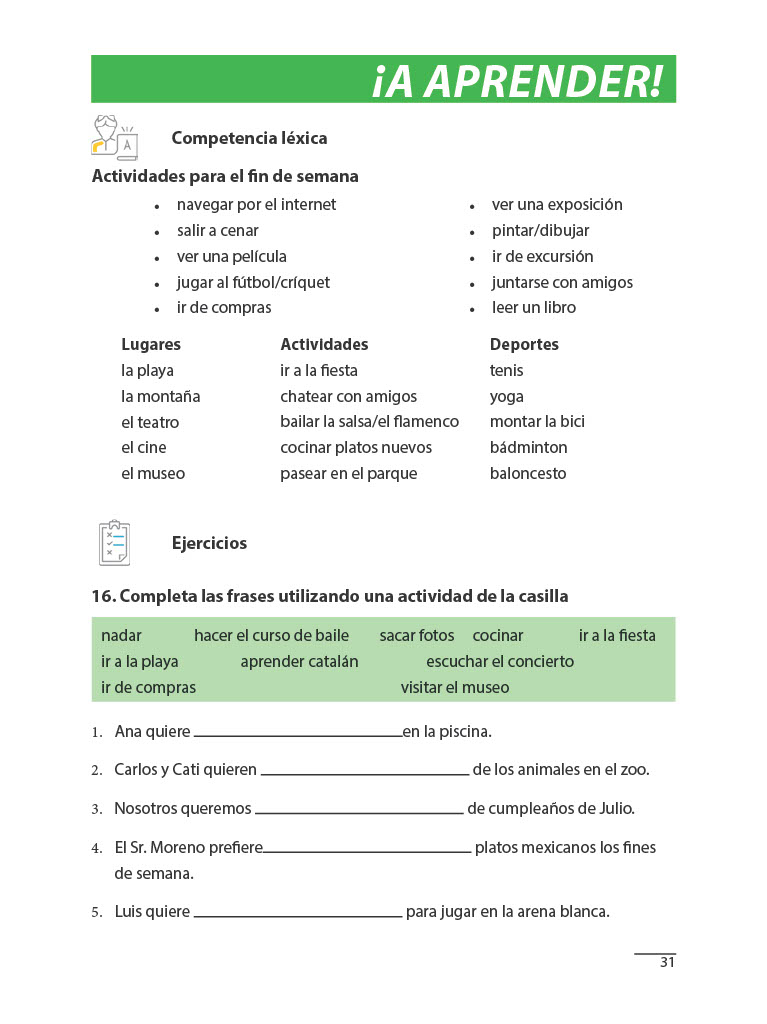 ¡A APRENDER!
A
Competencia léxica
Actividades para el fin de semana
• navegar por el internet
• salir a cenar
• ver una película
• jugar al fútbol/críquet
• ir de compras
• ver una exposición
• pintar/dibujar
• ir de excursión
• juntarse con amigos
• leer un libro
Lugares Actividades Deportes
la playa ir a la fiesta tenis
la montaña chatear con amigos yoga
el teatro bailar la salsa/el flamenco montar la bici
el cine cocinar platos nuevos bádminton
el museo pasear en el parque baloncesto
Ejercicios
16. Completa las frases utilizando una actividad de la casilla
nadar hacer el curso de baile sacar fotos cocinar ir a la fiesta
ir a la playa aprender catalán escuchar el concierto
ir de compras visitar el museo
1. Ana quiere ____________________en la piscina.
2. Carlos y Cati quieren ____________________ de los animales en el zoo.
3. Nosotros queremos ____________________ de cumpleaños de Julio.
4. El Sr. Moreno prefiere____________________ platos mexicanos los fines
de semana.
5. Luis quiere ____________________ para jugar en la arena blanca.
31